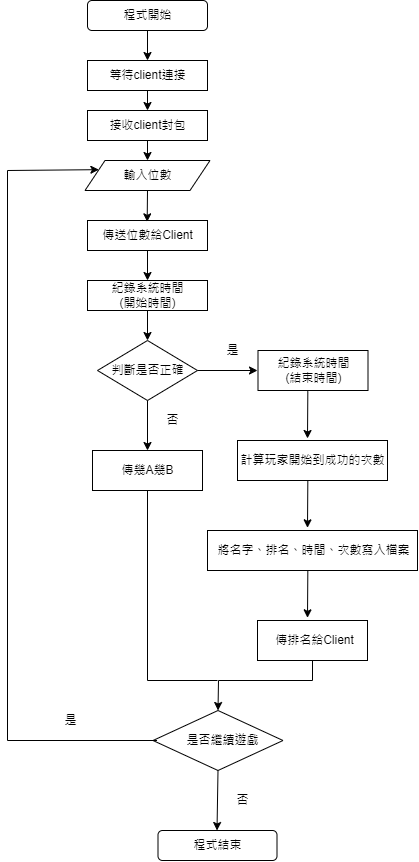 程式開始
等待client連接
接收client封包
輸入位數
傳送位數給Client
紀錄系統時間
(開始時間)
判斷是否正確
是
紀錄系統時間
(結束時間)
否
計算玩家開始到成功的次數
傳幾A幾B
將名字、排名、時間、次數寫入檔案
傳排名給Client
是
是否繼續遊戲
否
程式結束